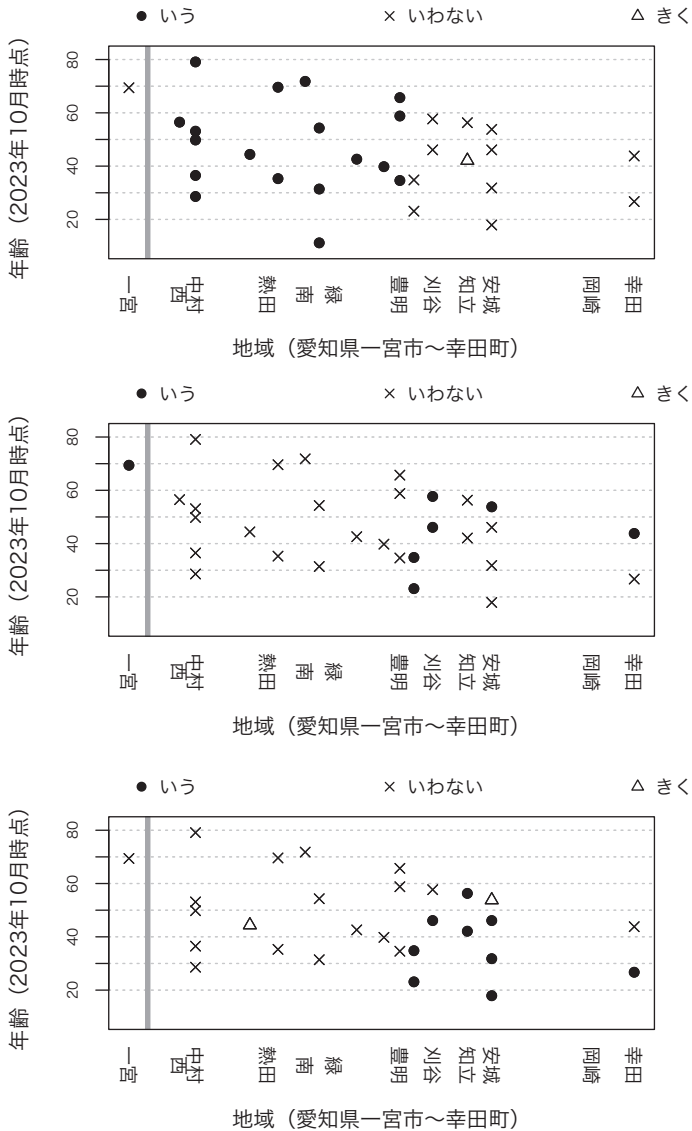 ● いう × いわない △ きく
年齢（2023年10月時点）
80
60
40
20
一宮 西 中村 熱田 南 緑 豊明 刈谷 知立 安城 岡崎 幸田
地域（愛知県一宮市～幸田町）
● いう × いわない △ きく
年齢（2023年10月時点）
80
60
40
20
一宮 西 中村 熱田 南 緑 豊明 刈谷 知立 安城 岡崎 幸田
地域（愛知県一宮市～幸田町）
● いう × いわない △ きく
年齢（2023年10月時点）
80
60
40
20
一宮 西 中村 熱田 南 緑 豊明 刈谷 知立 安城 岡崎 幸田
地域（愛知県一宮市～幸田町）